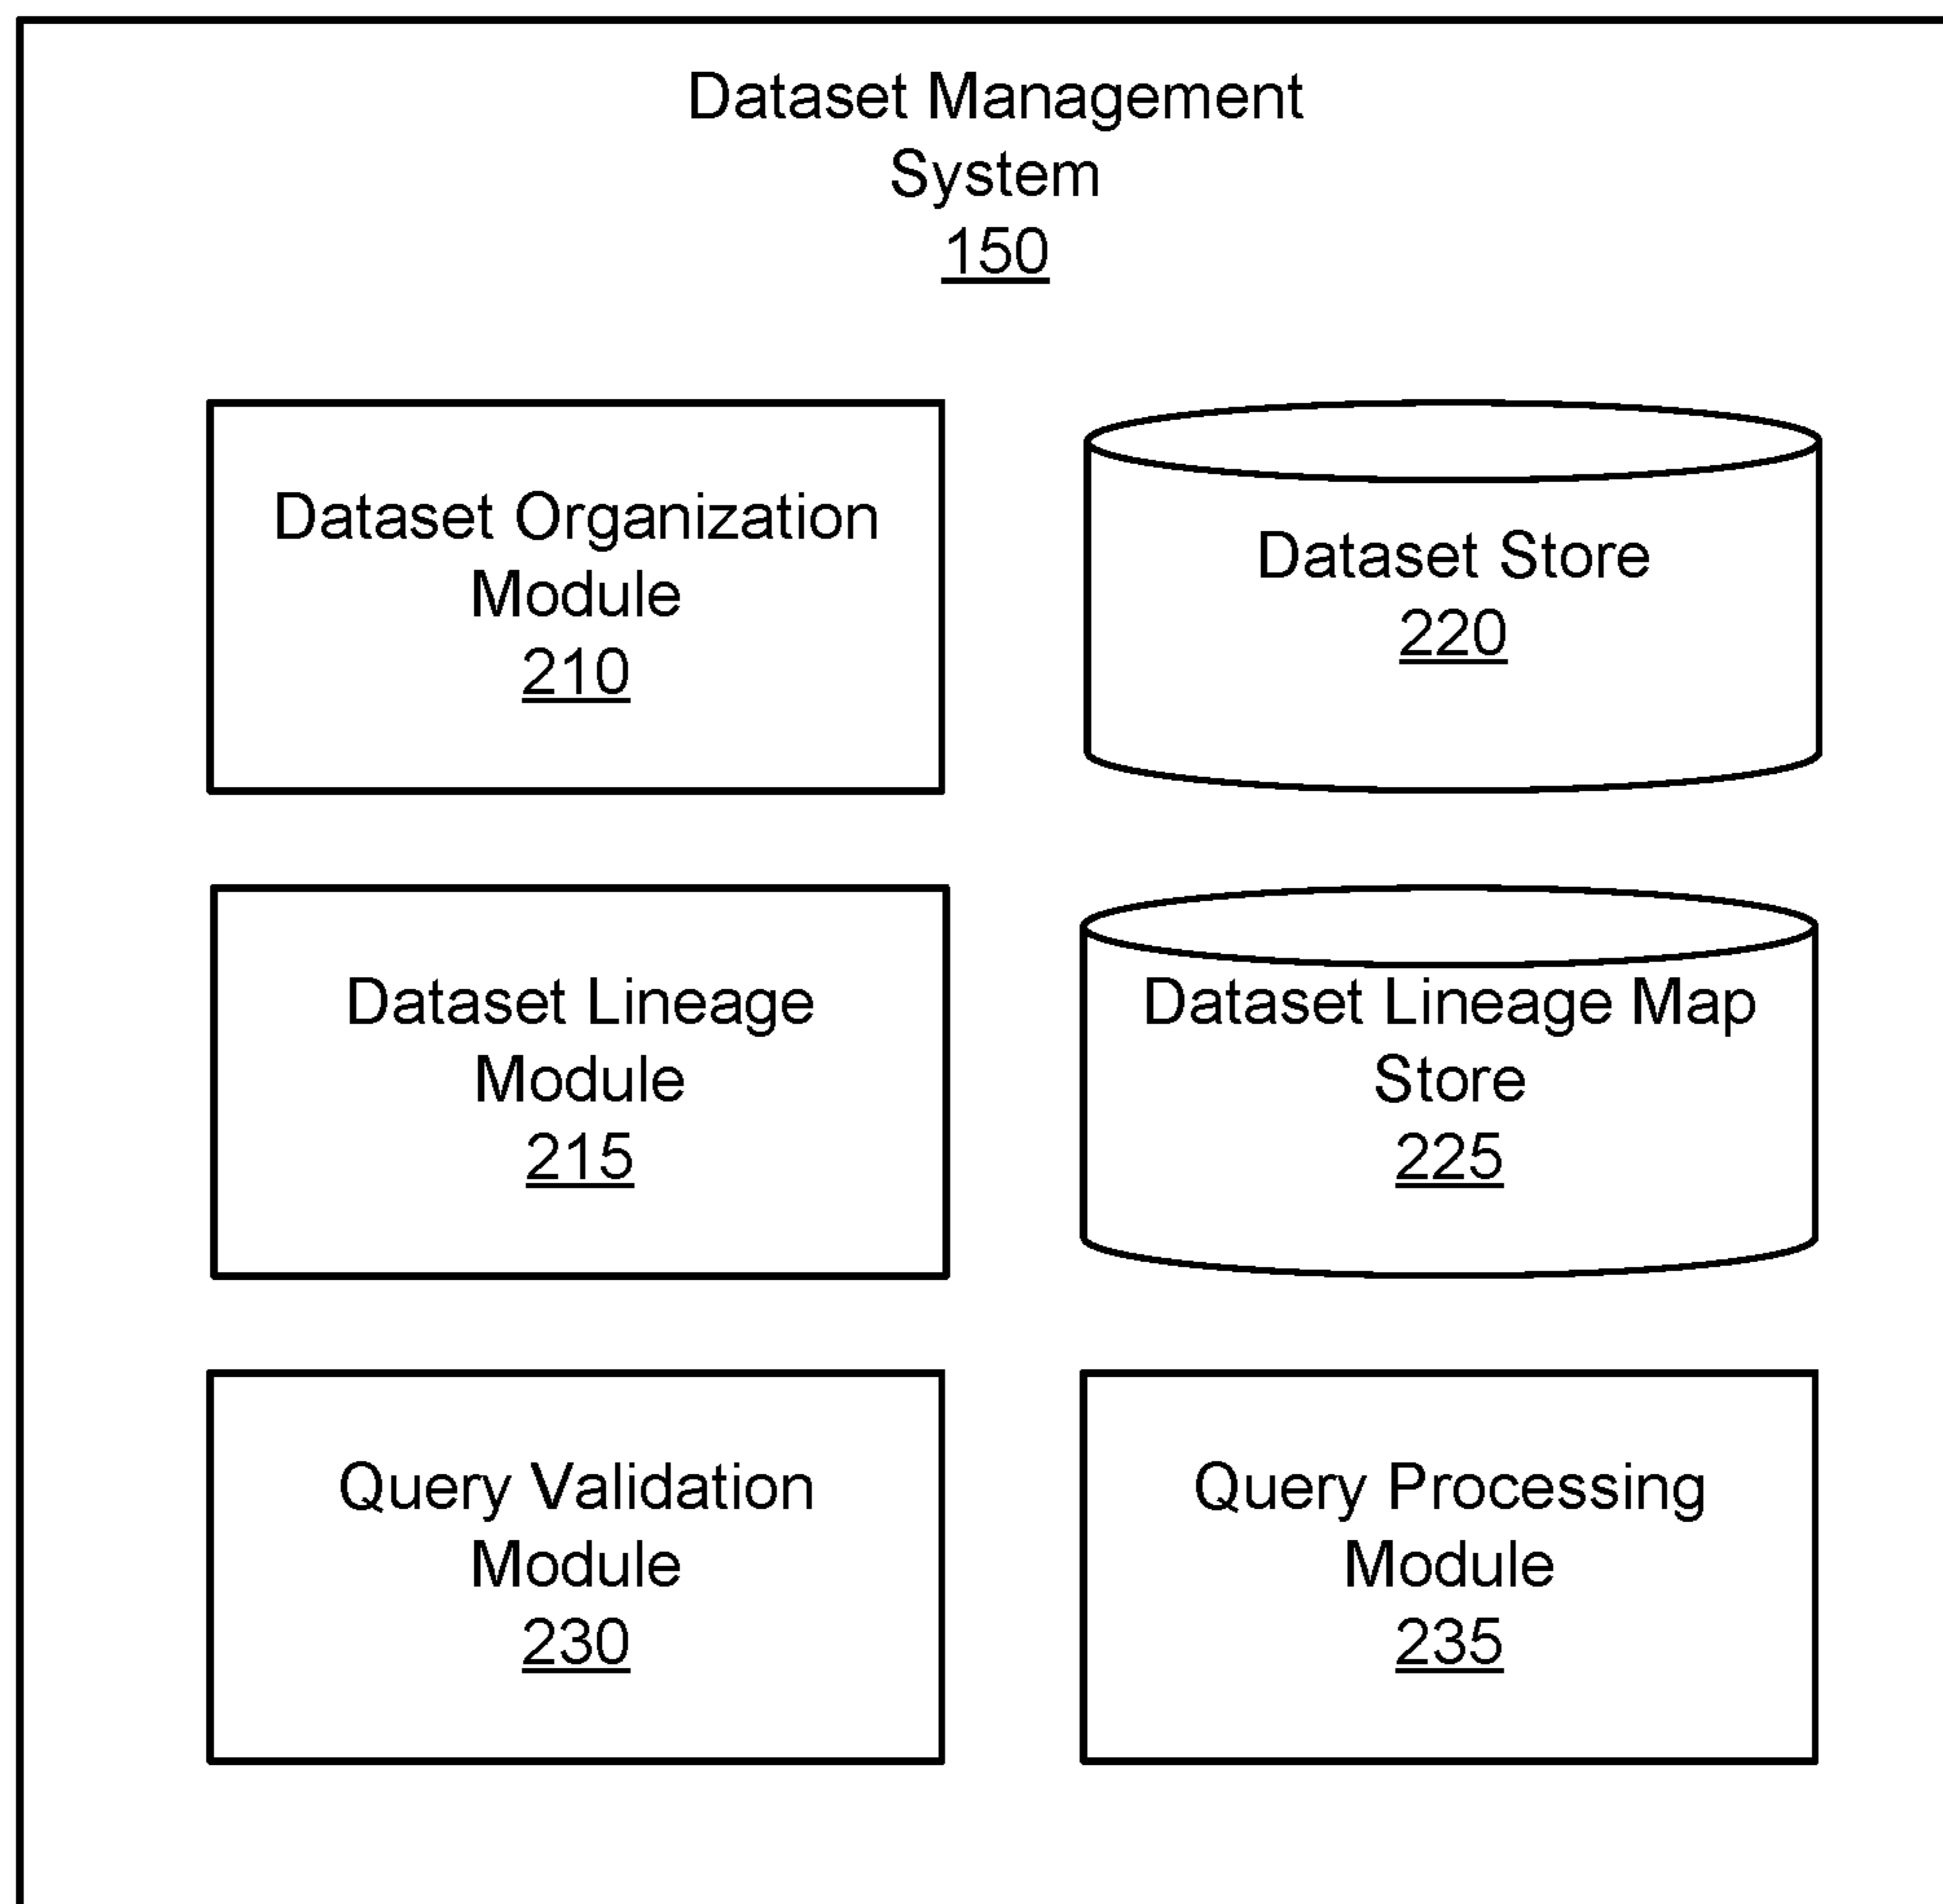 Dataset Management
System
150
Dataset Organization
Module
210
Dataset Store
220
Dataset Lineage
Module
215
Dataset Lineage Map
Store
225
Query Validation
Module
230
Query Processing
Module
235